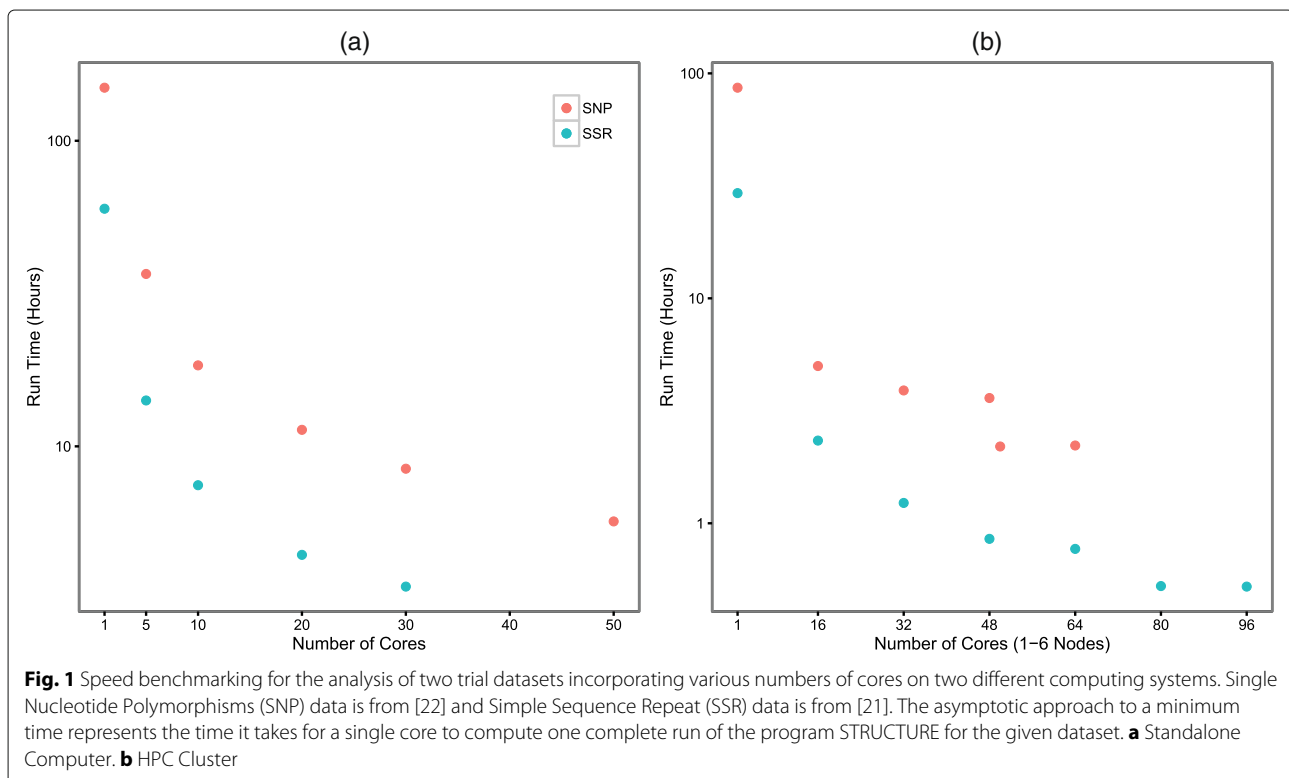 (a)
100
10
Run Time (Hours)
SNP
SSR
1 5 10 20 30 40 50
Number of Cores
(b)
100
10
1
Run Time (Hours)
1 16 32 48 64 80 96
Number of Cores (1−6 Nodes)
Fig. 1 Speed benchmarking for the analysis of two trial datasets incorporating various numbers of cores on two different computing systems. Single
Nucleotide Polymorphisms (SNP) data is from [22] and Simple Sequence Repeat (SSR) data is from [21]. The asymptotic approach to a minimum
time represents the time it takes for a single core to compute one complete run of the program STRUCTURE for the given dataset. a Standalone
Computer. b HPC Cluster